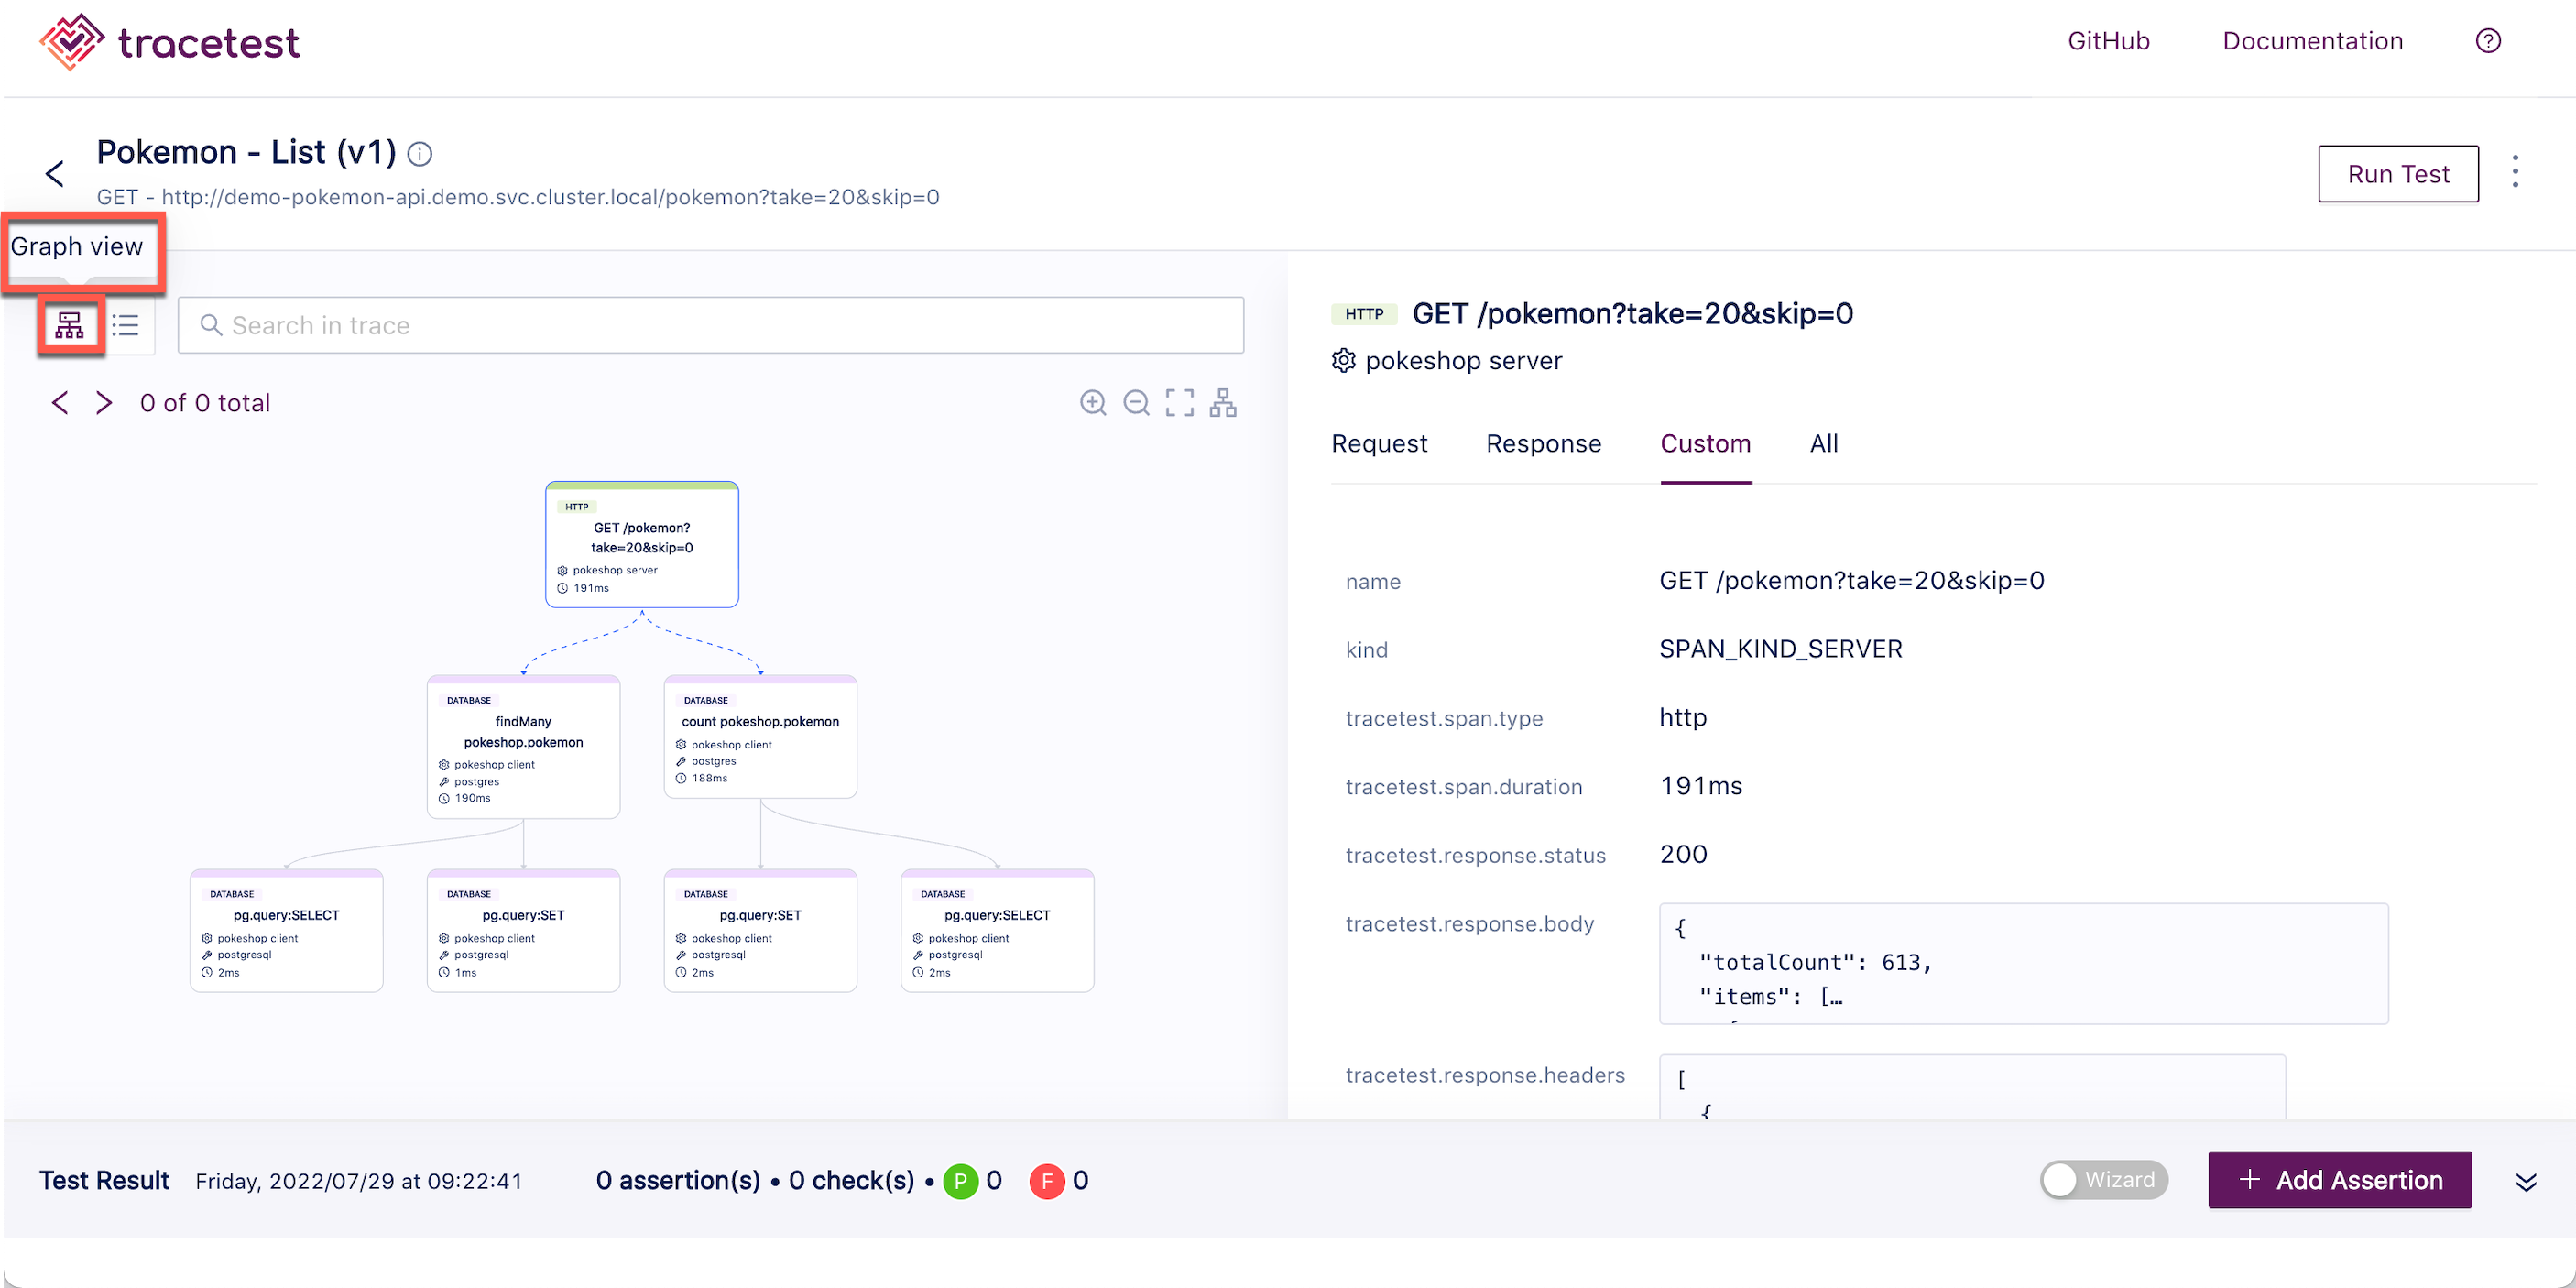 tracetest
GitHub
Documentation
Pokemon - List (v1)
GET - http://demo-pokemon-api.demo.svc.cluster.local/pokemon?take=20&skip=0
Run Test
Graph view
Search in trace
0 of 0 total
HTTP
GET /pokemon?
take=20&skip=0
pokeshop server
191ms
DATABASE
findMany
pokeshop.pokemon
pokeshop client
postgres
190ms
DATABASE
count pokeshop.pokemon
pokeshop client
postgres
188ms
DATABASE
pg.query:SELECT
pokeshop client
postgresql
2ms
DATABASE
pg.query:SET
pokeshop client
postgresql
1ms
DATABASE
pg.query:SET
pokeshop client
postgresql
2ms
DATABASE
pg.query:SELECT
pokeshop client
postgresql
2ms
HTTP GET /pokemon?take=20&skip=0
pokeshop server
Request Response Custom All
name GET /pokemon?take=20&skip=0
kind SPAN_KIND_SERVER
tracetest.span.type http
tracetest.span.duration 191ms
tracetest.response.status 200
tracetest.response.body {
"totalCount": 613,
"items": […
{
tracetest.response.headers [
{
Test Result Friday, 2022/07/29 at 09:22:41 0 assertion(s) • 0 check(s) • P 0 F 0
Wizard
+ Add Assertion